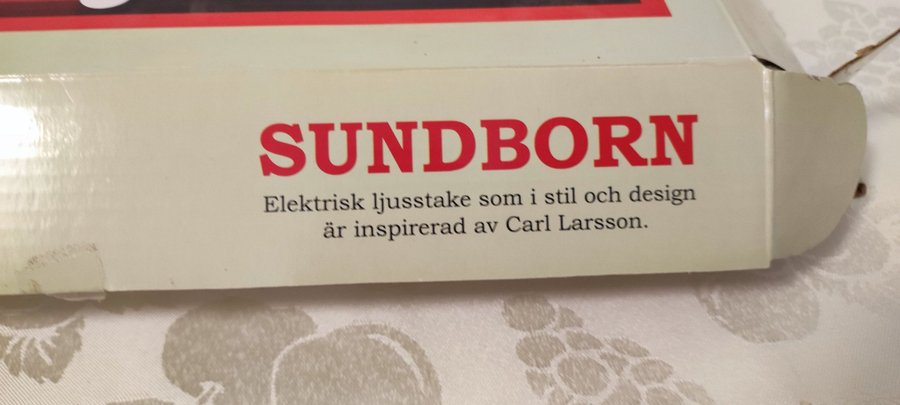 SUNDBORN
Elektrisk ljusstake som i stil och design
är inspirerad av Carl Larsson.